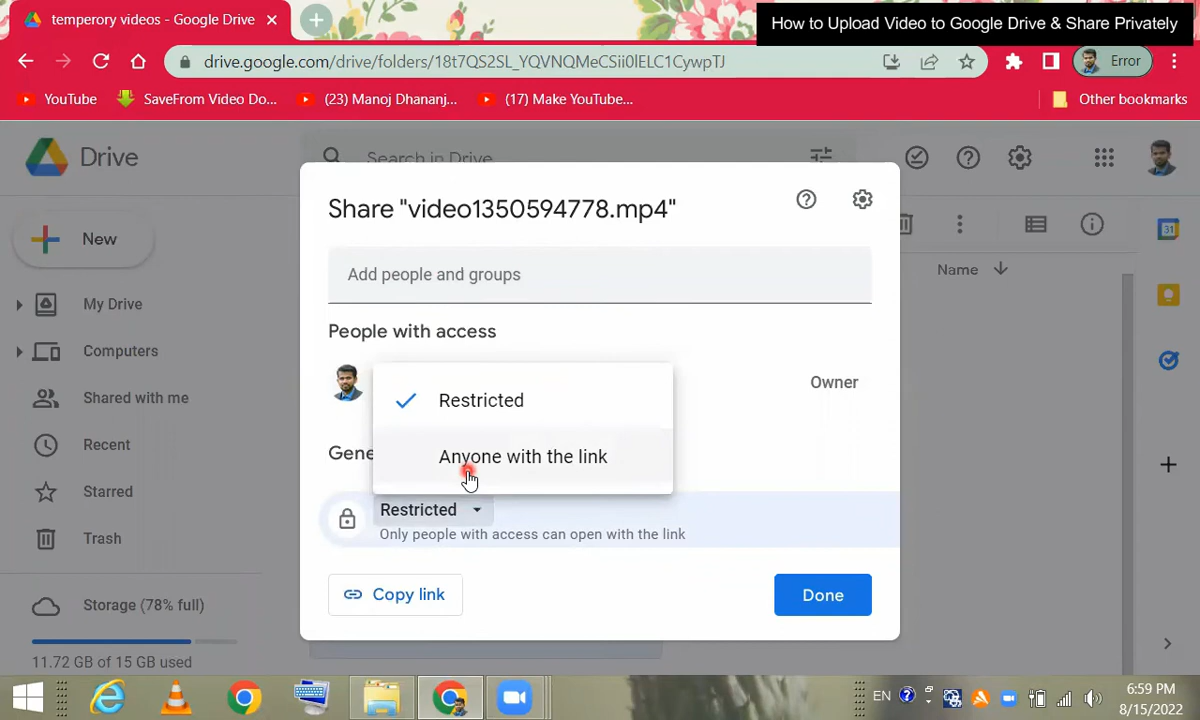 temperory videos - Google Drive
How to Upload Video to Google Drive & Share Privately
drive.google.com/drive/folders/18t7QS2SL_YQVNQMeCSii0lELC1CywpTJ
Error
YouTube
SaveFrom Video Do...
(23) Manoj Dhananj...
(17) Make YouTube...
Other bookmarks
Drive
Search in Drive
New
My Drive
Computers
Shared with me
Recent
Starred
Trash
Storage (78% full)
11.72 GB of 15 GB used
Name
31
Share "video1350594778.mp4"
Add people and groups
People with access
Owner
Restricted
Anyone with the link
Gene
Restricted
Only people with access can open with the link
Copy link
Done
EN
6:59 PM
8/15/2022